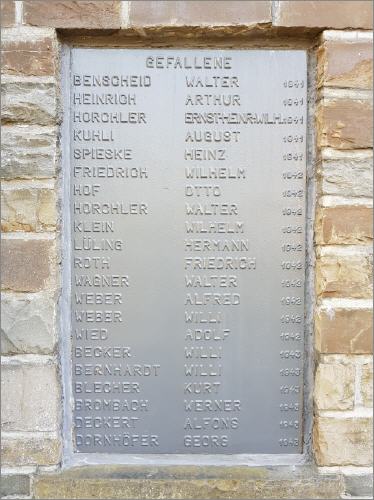 GEFALLENE
BENSCHEID WALTER 1941
HEINRICH ARTHUR 1941
HORCHLER ERNST-HEINR-WILH. 1941
KUHLI AUGUST 1941
SPIESKE HEINZ 1941
FRIEDRICH WILHELM 1942
HOF OTTO 1942
HORCHLER WALTER 1942
KLEIN WILHELM 1942
LÜLING HERMANN 1942
ROTH FRIEDRICH 1942
WAGNER WALTER 1942
WEBER ALFRED 1942
WEBER WILLI 1942
WIED ADOLF 1942
BECKER WILLI 1943
BERNHARDT WILLI 1943
BLECHER KURT 1943
BROMBACH WERNER 1943
DECKERT ALFONS 1943
DORNHÖFER GEORG 1943